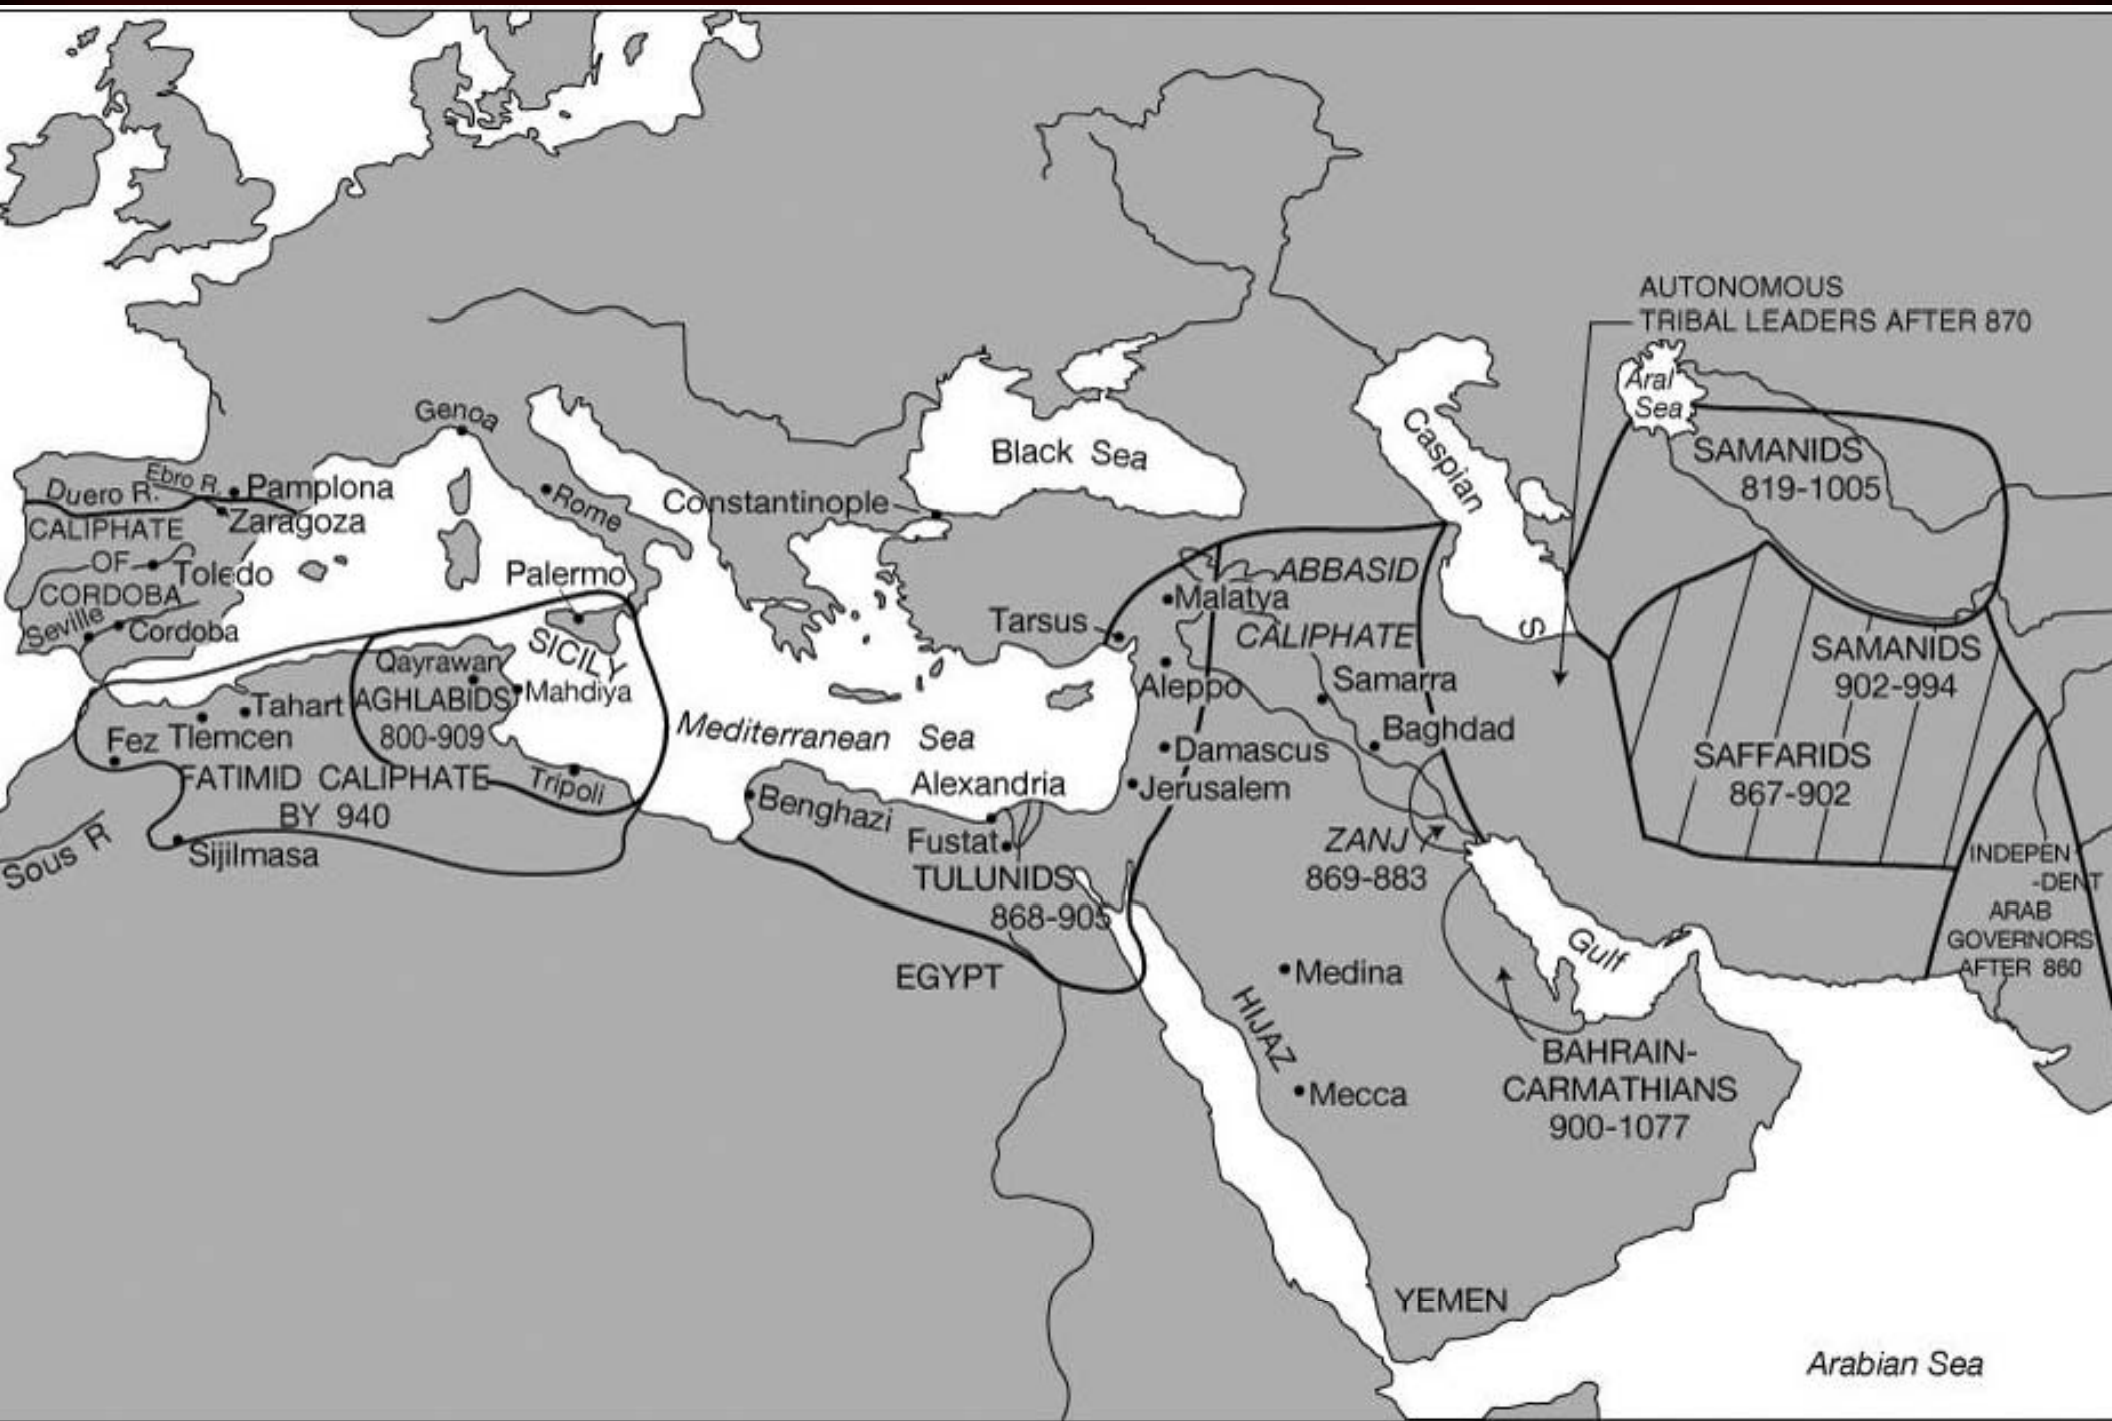 AUTONOMOUS
TRIBAL LEADERS AFTER 870
Aral
Sea
SAMANIDS
819-1005
Genoa
Black Sea
Caspian
S
Ebro R.
Pamplona
Duero R.
Rome
Constantinople
Zaragoza
CALIPHATE
OF
Toledo
CORDOBA
Seville
Cordoba
Palermo
SICILY
ABBASID
Malatya
CALIPHATE
Tarsus
Aleppo
Samarra
Baghdad
SAMANIDS
902-994
SAFFARIDS
867-902
Qayrawan
Mahdiya
AGHLABIDS
800-909
Tahart
Fez
Tlemcen
FATIMID CALIPHATE
BY 940
Tripoli
Sijilmasa
Sous R
Mediterranean Sea
Damascus
Jerusalem
Alexandria
Benghazi
Fustat
TULUNIDS
868-905
EGYPT
ZANJ
869-883
INDEPEN
-DENT
ARAB
GOVERNORS
AFTER 860
Gulf
Medina
HIJAZ
Mecca
BAHRAIN-
CARMATHIANS
900-1077
YEMEN
Arabian Sea